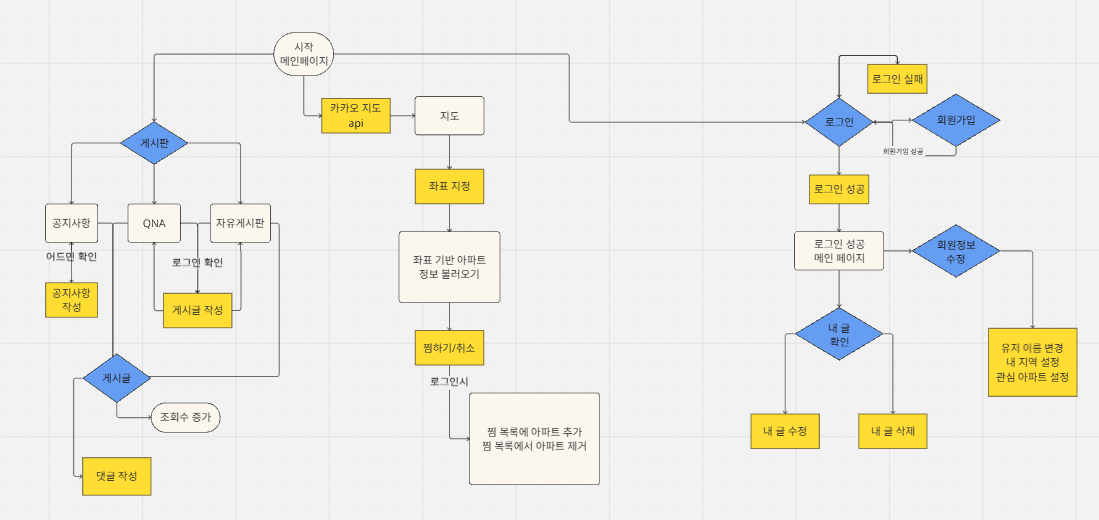 시작
메인페이지
카카오 지도
api
지도
로그인 실패
로그인
회원가입
회원가입 성공
게시판
좌표 지정
로그인 성공
공지사항
QNA
자유게시판
어드민 확인
로그인 확인
좌표 기반 아파트
정보 불러오기
로그인 성공
메인 페이지
회원정보
수정
공지사항
작성
게시글 작성
찜하기/취소
내 글
확인
유저 이름 변경
내 지역 설정
관심 아파트 설정
게시글
로그인시
조회수 증가
찜 목록에 아파트 추가
찜 목록에서 아파트 제거
내 글 수정
내 글 삭제
댓글 작성